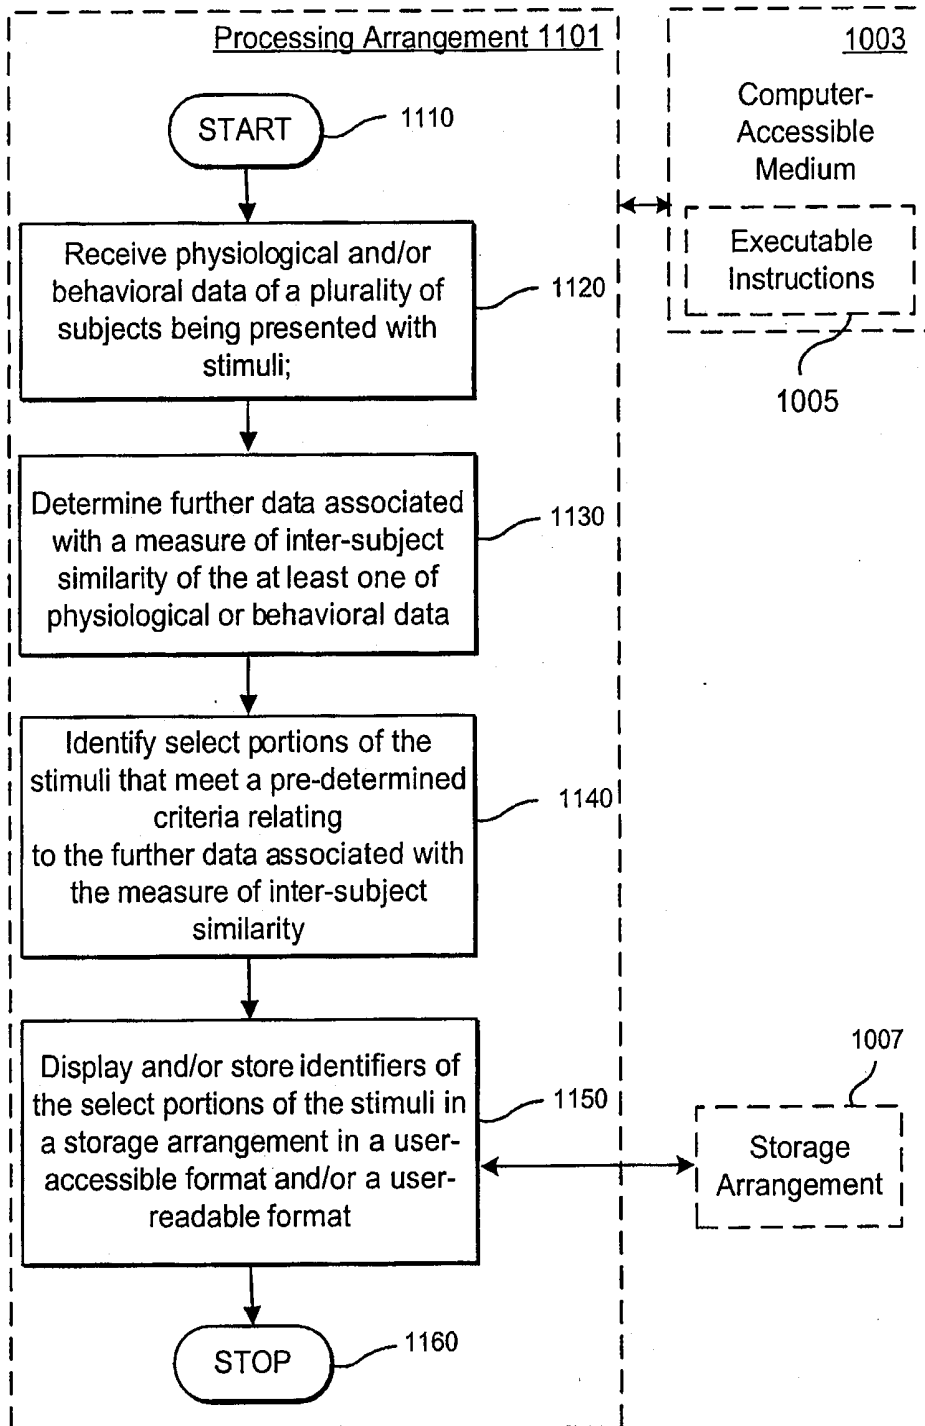 Processing Arrangement 1101
START
1110
Receive physiological and/or
behavioral data of a plurality of
subjects being presented with
stimuli;
1120
Determine further data associated
with a measure of inter-subject
similarity of the at least one of
physiological or behavioral data
1130
Identify select portions of the
stimuli that meet a pre-determined
criteria relating
to the further data associated with
the measure of inter-subject
similarity
1140
Display and/or store identifiers of
the select portions of the stimuli in
a storage arrangement in a user-
accessible format and/or a user-
readable format
1150
STOP
1160
1003
Computer-
Accessible
Medium
Executable
Instructions
1005
1007
Storage
Arrangement